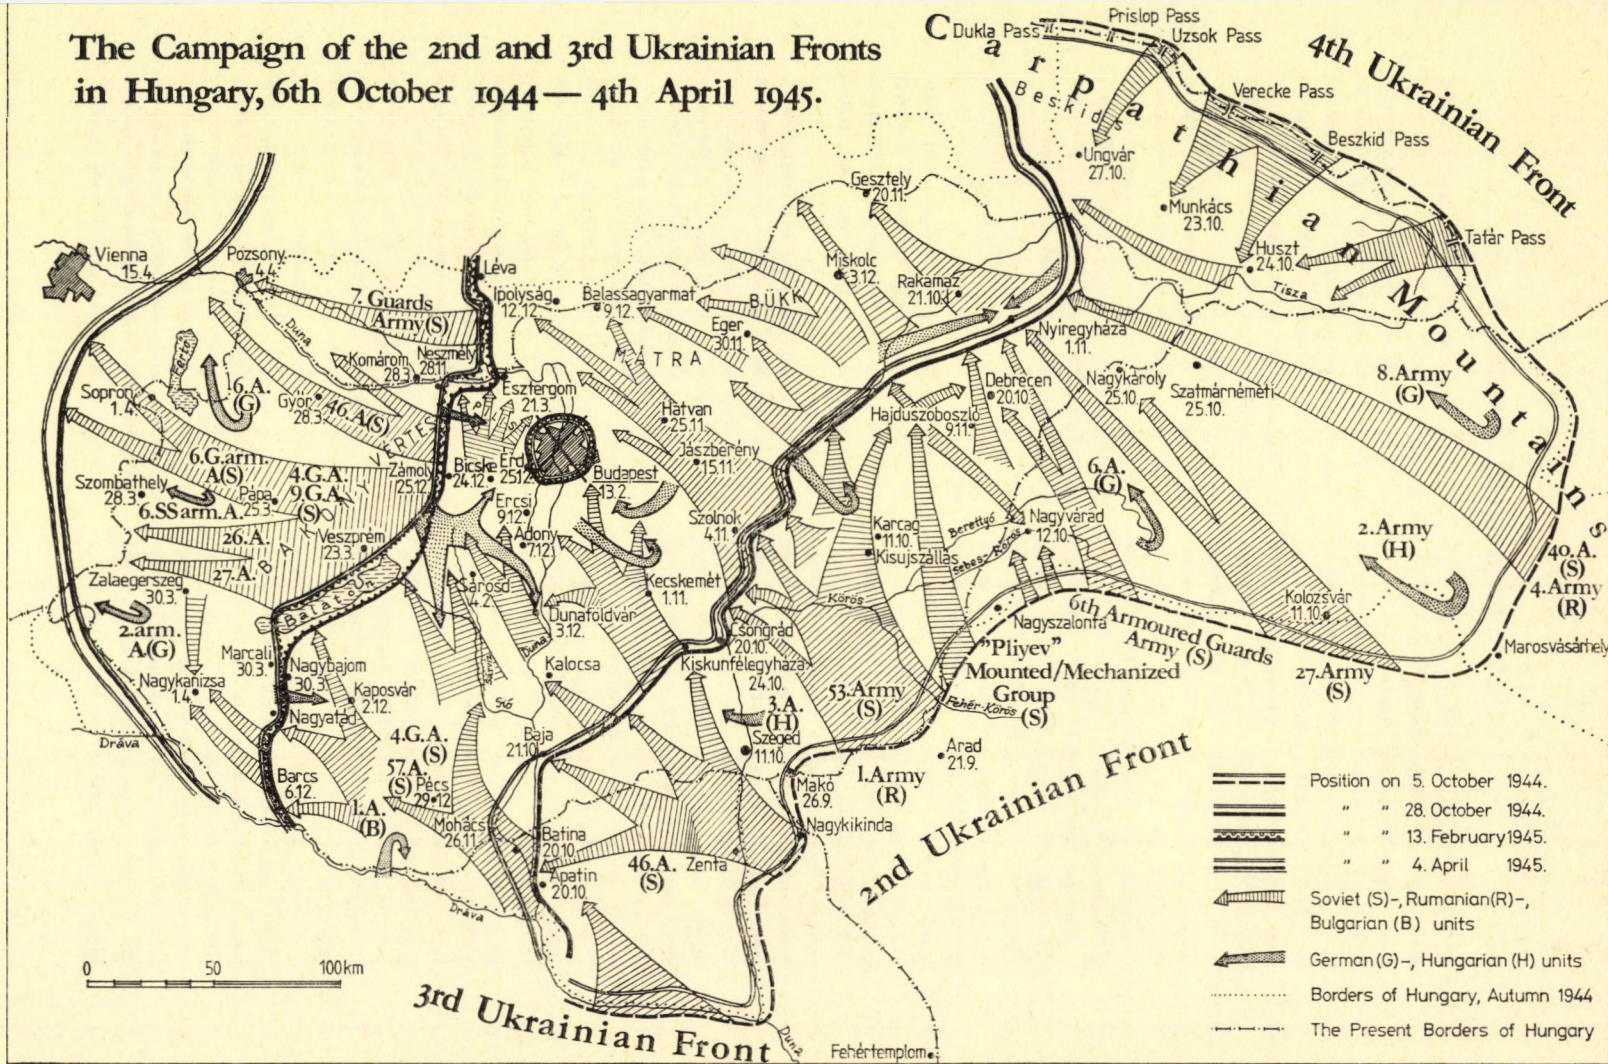 The Campaign of the 2nd and 3rd Ukrainian Fronts
in Hungary, 6th October 1944 — 4th April 1945.
Carpathian Mountains
Beskids
Dukla Pass
Prislop Pass
Uzsok Pass
Verecke Pass
Beszkid Pass
Tatár Pass
4th Ukrainian Front
Ungvár
27.10.
Munkács
23.10.
Huszt
24.10.
Tisza
Gesztely
20.11.
Miskolc
3.12.
Rakamaz
21.10.
Nyíregyháza
1.11.
Vienna
15.4.
Pozsony
4.4.
Léva
7. Guards
Army (S)
Duna
Ipolyság
12.12.
Balassagyarmat
9.12.
BÜKK
Eger
30.11.
MÁTRA
Komárom
28.3.
Neszmély
28.11.
Fertő
6.A.
(G)
Sopron
1.4.
Győr
28.3.
46.A(S)
VÉRTES
Esztergom
21.3.
Hatvan
25.11.
Jászberény
15.11.
Debrecen
20.10.
Hajdúszoboszló
9.11.
Nagykároly
25.10.
Szatmárnémeti
25.10.
8.Army
(G)
6.G.arm.
A(S)
4.G.A.
9.G.A.
(S)
Zámoly
25.12.
Bicske
24.12.
Érd
25.12.
Budapest
13.2.
Szombathely
28.3.
6.SS arm.A.
Pápa
25.3.
BAKONY
26.A.
27.A.
Veszprém
23.3.
Ercsi
9.12.
Adony
7.12.
Szolnok
4.11.
Karcag
11.10.
Kisujszállás
6.A.
(G)
Berettyó
Sebes-Körös
Nagyvárad
12.10.
2.Army
(H)
40.A.
(S)
4.Army
(R)
Zalaegerszeg
30.3.
2.arm.
A.(G)
Balaton
Sárosd
4.2.
Dunaföldvár
3.12.
Kecskemét
1.11.
Körös
Kolozsvár
11.10.
Nagyszalonta
6th Armoured Guards
Army (S)
"Pliyev"
Mounted/Mechanized
Group
(S)
27.Army
(S)
Marosvásárhely
Marcali
30.3.
Nagybajom
30.3.
Nagykanizsa
1.4.
Kaposvár
2.12.
Nagyatád
Duna
Kalocsa
Sió
Csongrád
20.10.
Kiskunfélegyháza
24.10.
53.Army
(S)
Fehér-Körös
3.A.
(H)
Szeged
11.10.
Arad
21.9.
Dráva
4.G.A.
(S)
57.A.
(S)
Pécs
29.12.
Baja
21.10.
Barcs
6.12.
1.A.
(B)
Mohács
26.11.
Batina
20.10.
Apatin
20.10.
46.A.
(S)
Zenta
Makó
26.9.
Nagykikinda
1.Army
(R)
2nd Ukrainian Front
Dráva
Duna
Fehértemplom
3rd Ukrainian Front
0 50 100km
Position on 5. October 1944.
" " 28. October 1944.
" " 13. February 1945.
" " 4. April 1945.
Soviet (S)-, Rumanian(R)-,
Bulgarian (B) units
German (G)-, Hungarian (H) units
Borders of Hungary, Autumn 1944
The Present Borders of Hungary